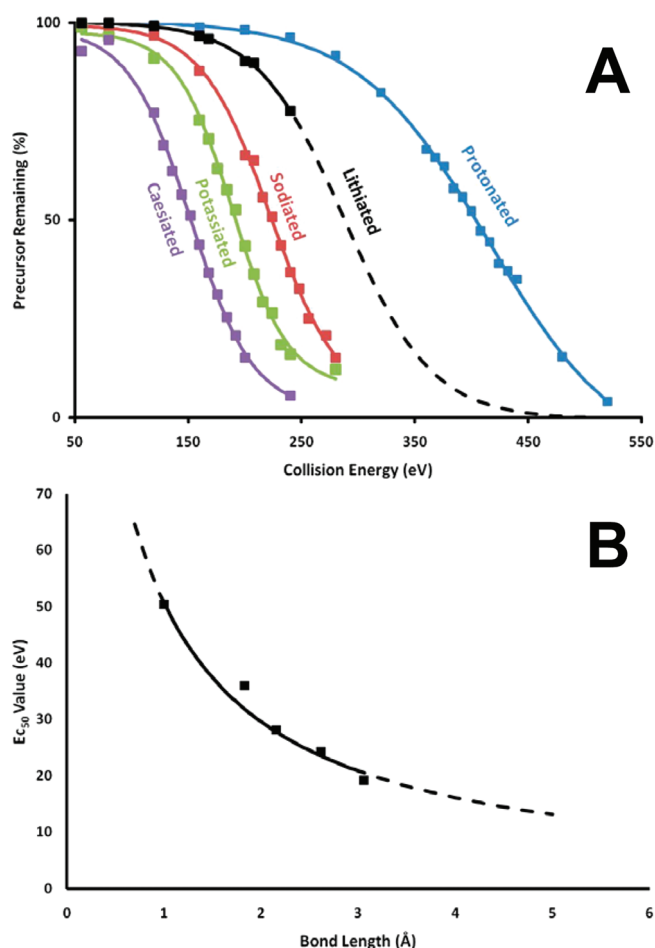 A
100
50
0
Precursor Remaining (%)
Caesiated
Potassiated
Sodiated
Lithiated
Protonated
50
150
250
350
450
550
Collision Energy (eV)
B
70
60
50
40
30
20
10
0
Ec₅₀ Value (eV)
0
1
2
3
4
5
6
Bond Length (Å)